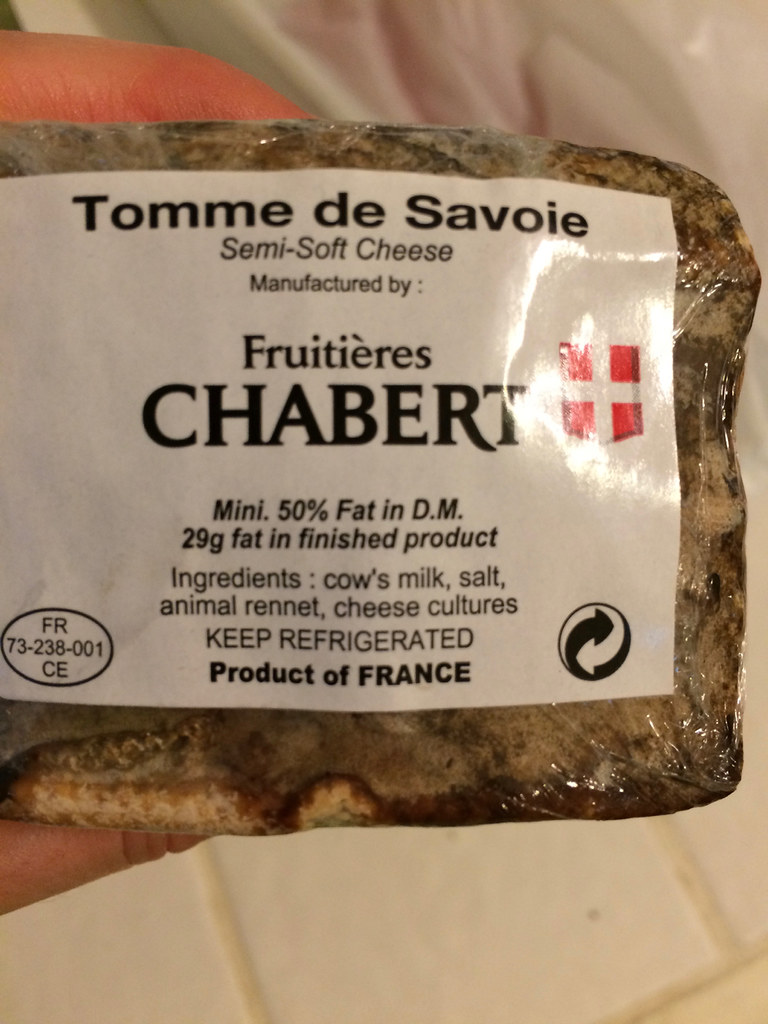 Tomme de Savoie
Semi-Soft Cheese
Manufactured by :
Fruitières
CHABERT
Mini. 50% Fat in D.M.
29g fat in finished product
Ingredients : cow's milk, salt,
animal rennet, cheese cultures
KEEP REFRIGERATED
Product of FRANCE
FR
73-238-001
CE